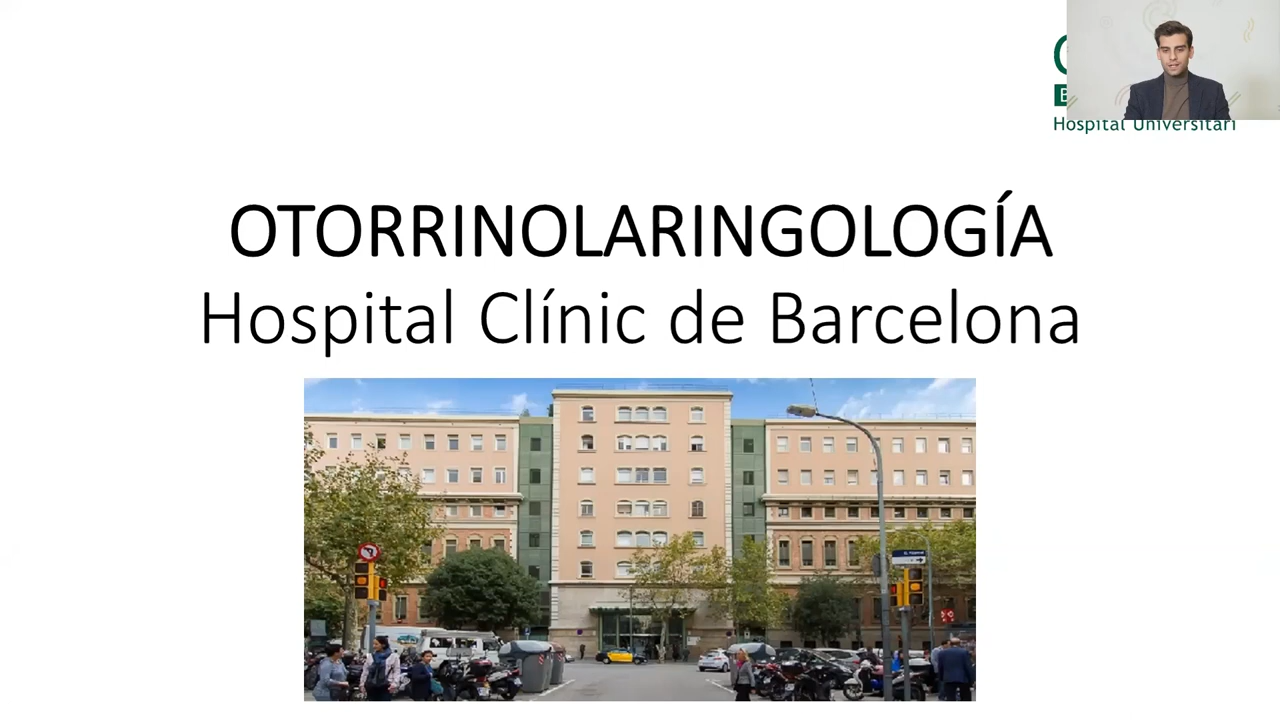 Hospital Universitari
OTORRINOLARINGOLOGÍA
Hospital Clínic de Barcelona